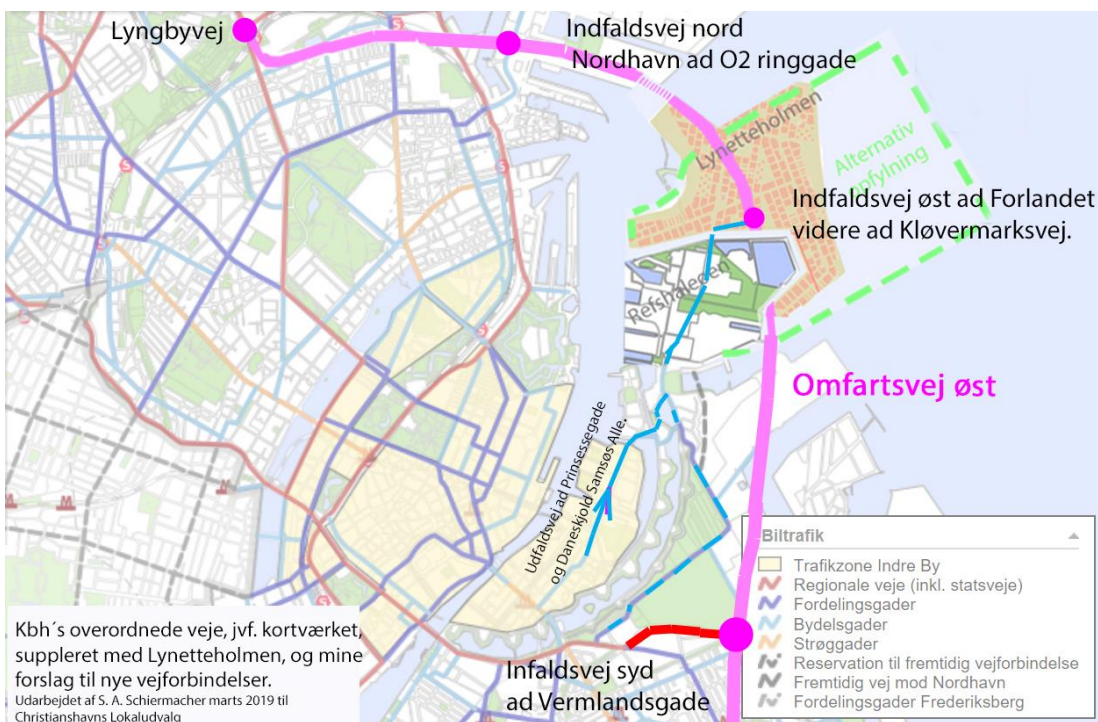 Lyngbyvej
Indfaldsvej nord
Nordhavn ad O2 ringgade
Lynetteholmen
Alternativ
opfylning
Indfaldsvej øst ad Forlandet
videre ad Kløvermarksvej.
Refshaleøen
Omfartsvej øst
Udfaldsvej ad Prinsessegade
og Daneskjold Samsøs Alle.
Infaldsvej syd
ad Vermlandsgade
Biltrafik
Trafikzone Indre By
Regionale veje (inkl. statsveje)
Fordelingsgader
Bydelsgader
Strøggader
Reservation til fremtidig vejforbindelse
Fremtidig vej mod Nordhavn
Fordelingsgader Frederiksberg
Kbh´s overordnede veje, jvf. kortværket,
suppleret med Lynetteholmen, og mine
forslag til nye vejforbindelser.
Udarbejdet af S. A. Schiermacher marts 2019 til
Christianshavns Lokaludvalg